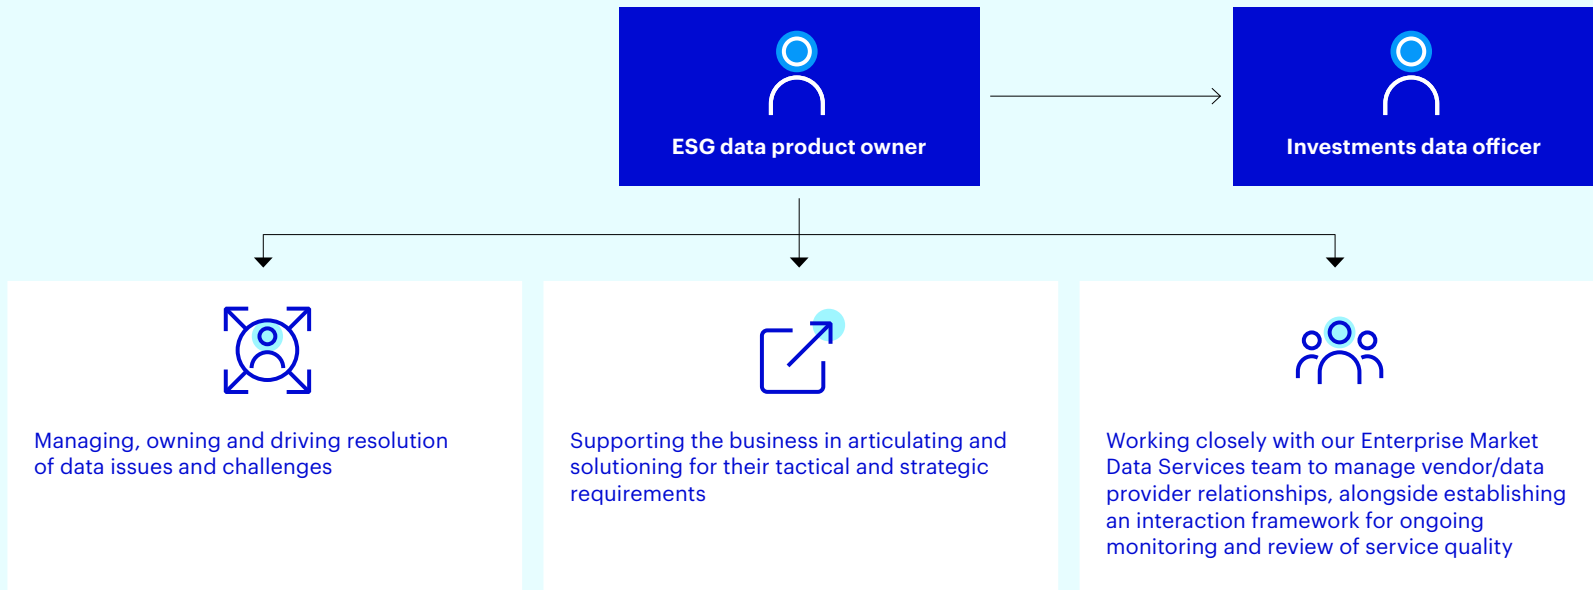 ESG data product owner
Investments data officer
Managing, owning and driving resolution
of data issues and challenges
Supporting the business in articulating and
solutioning for their tactical and strategic
requirements
Working closely with our Enterprise Market
Data Services team to manage vendor/data
provider relationships, alongside establishing
an interaction framework for ongoing
monitoring and review of service quality